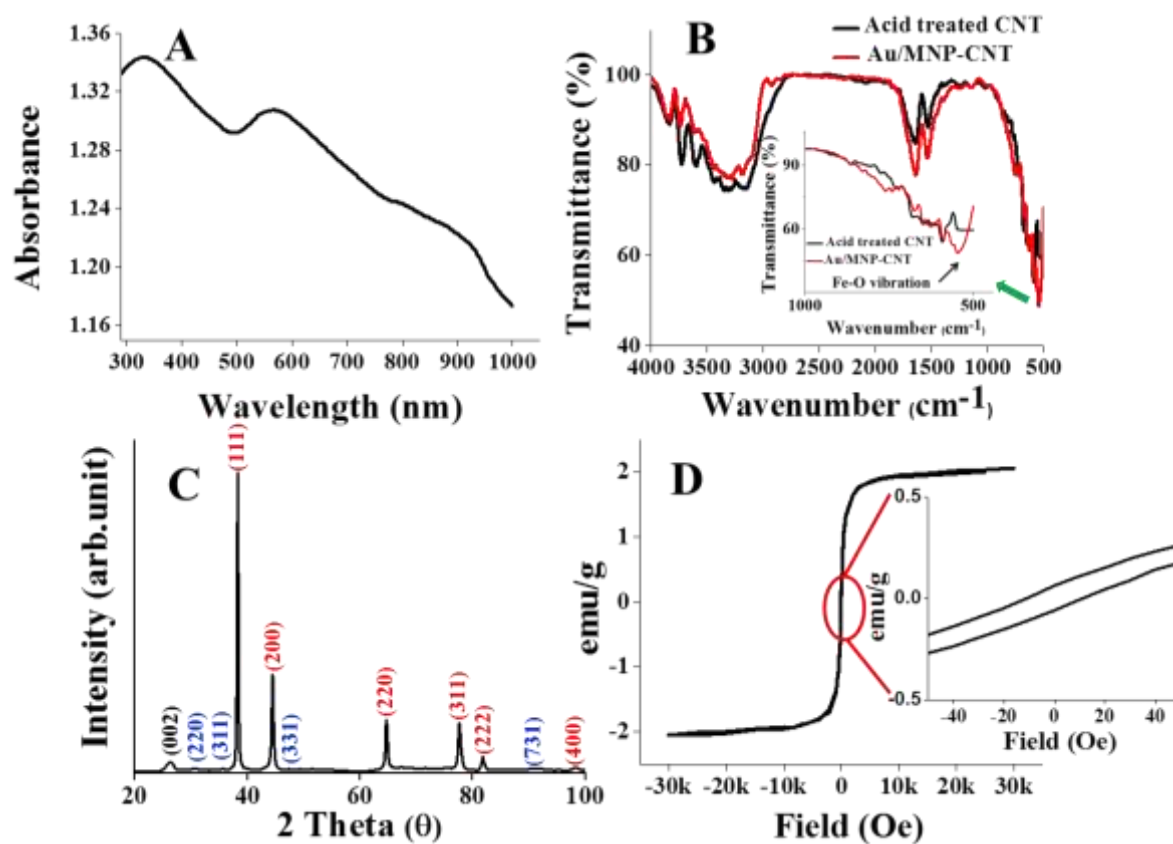 A
1.36
1.32
1.28
1.24
1.20
1.16
Absorbance
300 400 500 600 700 800 900 1000
Wavelength (nm)
B
Acid treated CNT
Au/MNP-CNT
100
80
60
40
Transmittance (%)
4000 3500 3000 2500 2000 1500 1000 500
Wavenumber (cm-1)
90
60
Transmittance (%)
Acid treated CNT
Au/MNP-CNT
Fe-O vibration
1000 500
Wavenumber (cm-1)
C
Intensity (arb.unit)
(002)
(220)
(311)
(111)
(200)
(331)
(220)
(311)
(222)
(731)
(400)
20 40 60 80 100
2 Theta (θ)
D
2
1
0
-1
-2
emu/g
-30k -20k -10k 0 10k 20k 30k
Field (Oe)
0.5
0.0
-0.5
emu/g
-40 -20 0 20 40
Field (Oe)